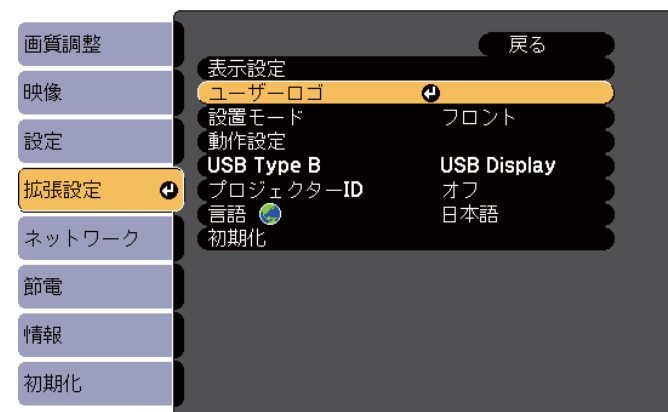 画質調整
映像
設定
拡張設定
ネットワーク
節電
情報
初期化
戻る
表示設定
ユーザーロゴ
設置モード フロント
動作設定
USB Type B USB Display
プロジェクターID オフ
言語 日本語
初期化